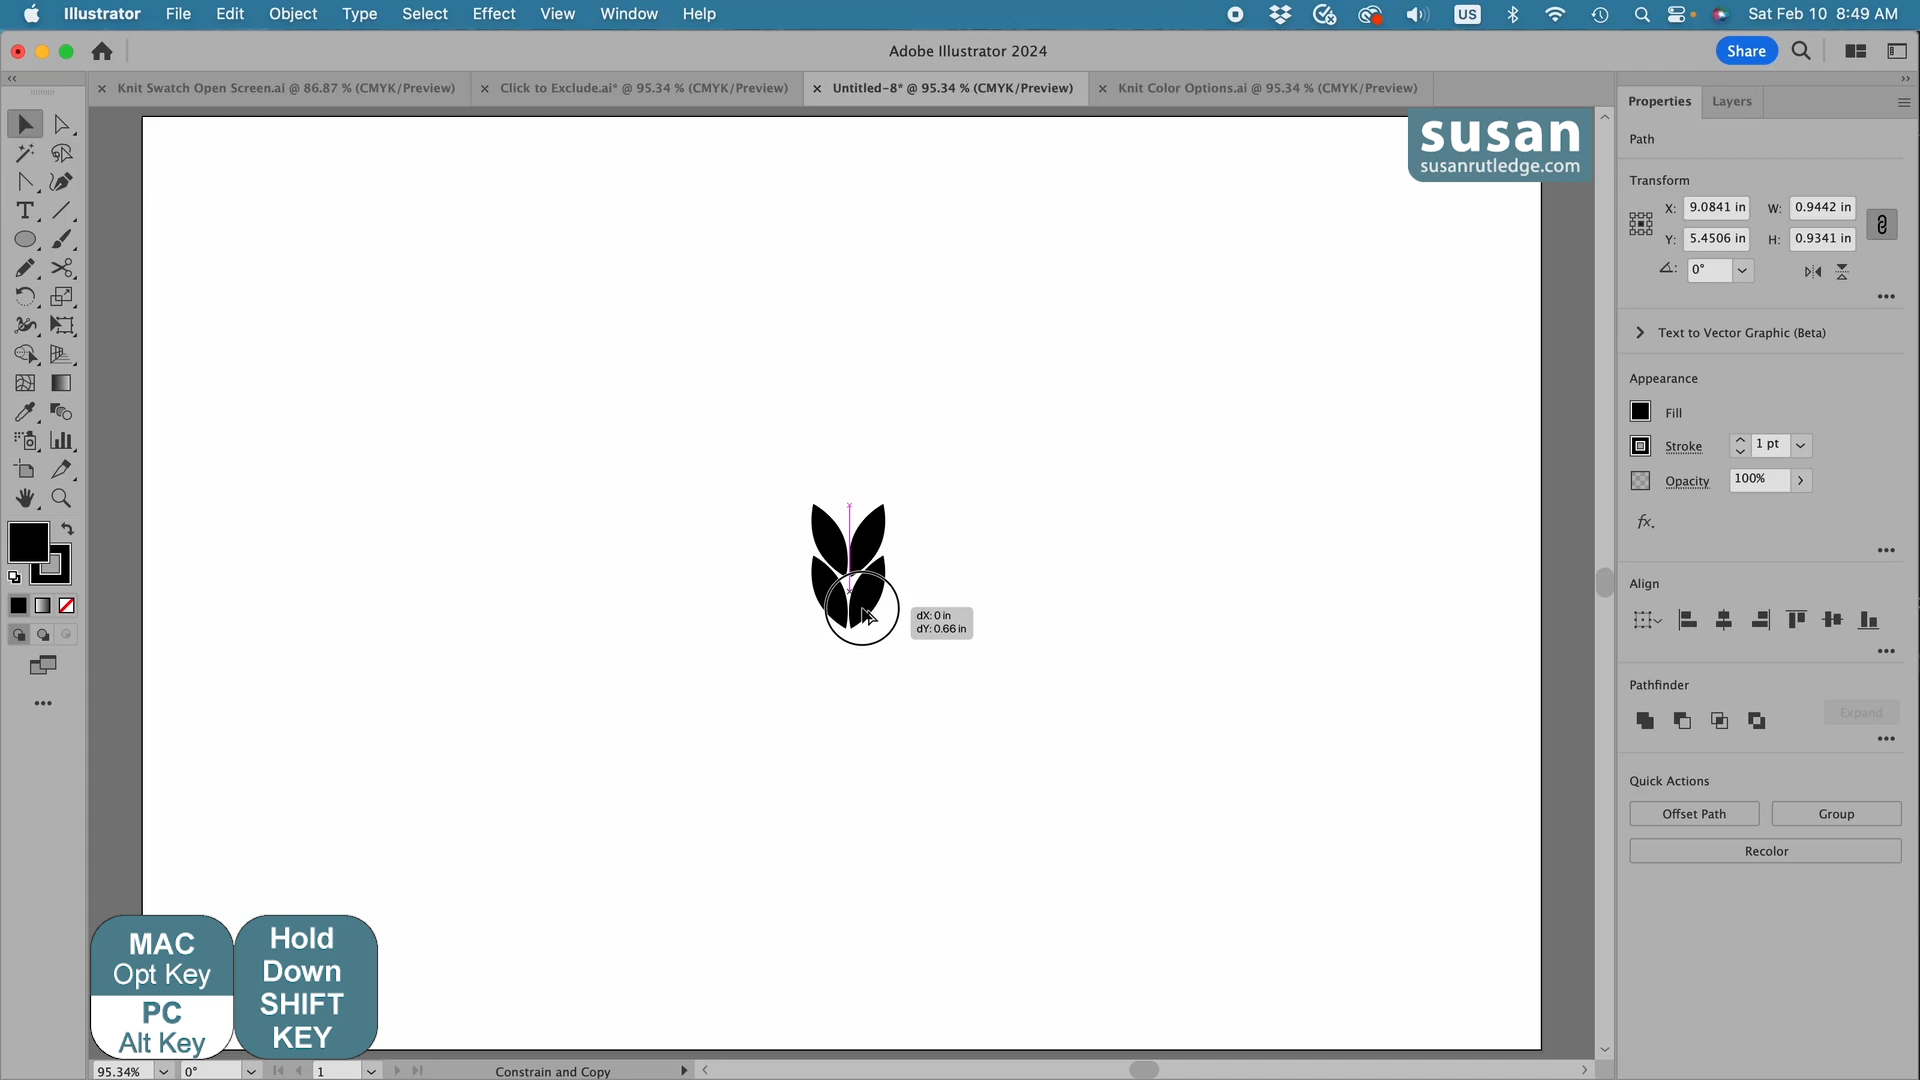 Illustrator File Edit Object Type Select Effect View Window Help US Sat Feb 10 8:49 AM
Adobe Illustrator 2024 Share
Knit Swatch Open Screen.ai @ 86.87 % (CMYK/Preview) Click to Exclude.ai* @ 95.34 % (CMYK/Preview) Untitled-8* @ 95.34 % (CMYK/Preview) Knit Color Options.ai @ 95.34 % (CMYK/Preview)
Properties Layers
susan
susanrutledge.com
Path
Transform
X: 9.0841 in W: 0.9442 in
Y: 5.4506 in H: 0.9341 in
0°
Text to Vector Graphic (Beta)
Appearance
Fill
Stroke 1 pt
Opacity 100%
fx.
Align
dX: 0 in
dY: 0.66 in
Pathfinder
Expand
Quick Actions
Offset Path Group
Recolor
MAC
Opt Key
PC
Alt Key
Hold
Down
SHIFT
KEY
95.34% 0° 1 Constrain and Copy